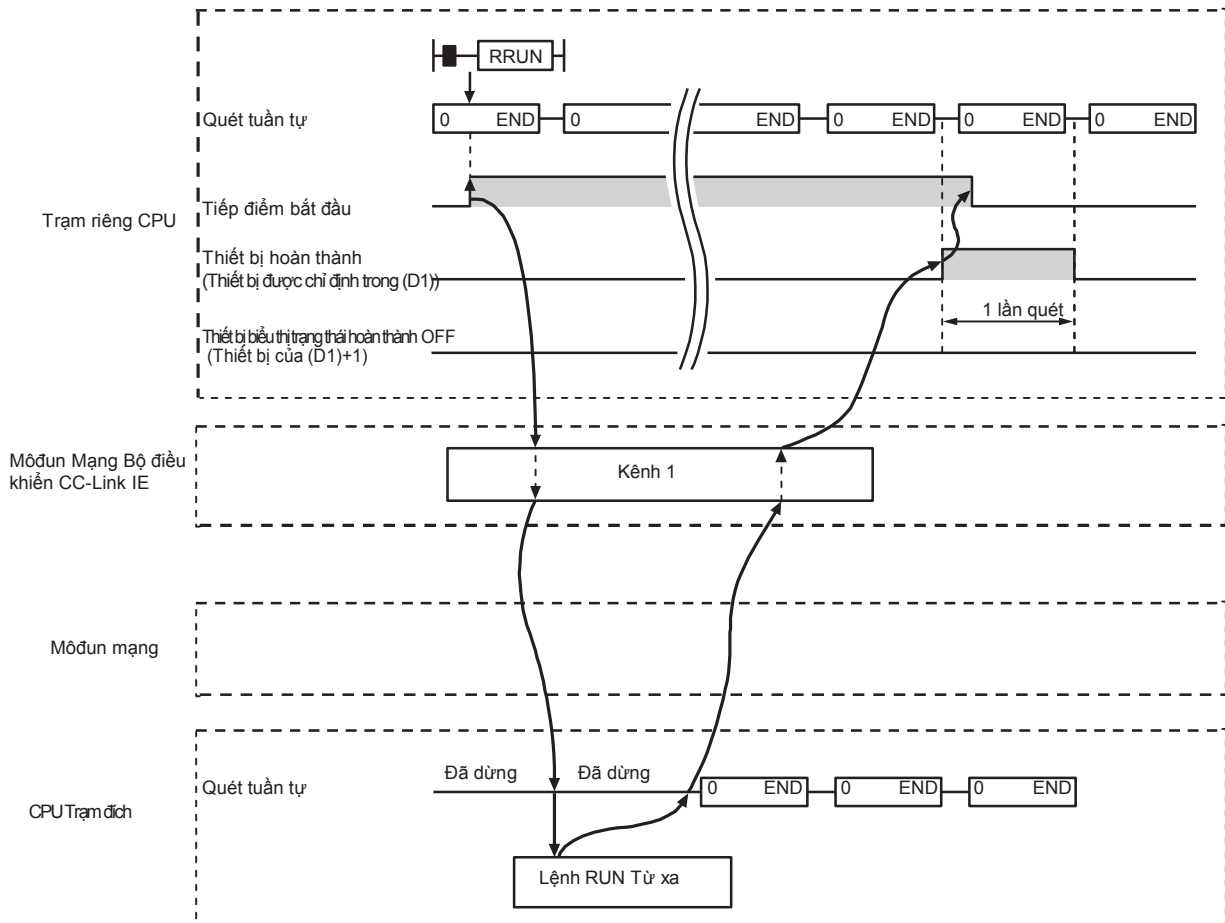 RRUN
Quét tuần tự
0 END 0 END 0 END 0 END 0 END
Trạm riêng CPU
Tiếp điểm bắt đầu
Thiết bị hoàn thành
(Thiết bị được chỉ định trong (D1))
1 lần quét
Thiết bị biểu thị trạng thái hoàn thành OFF
(Thiết bị của (D1)+1)
Môđun Mạng Bộ điều
khiển CC-Link IE
Kênh 1
Môđun mạng
Đã dừng Đã dừng
Quét tuần tự
0 END 0 END 0 END
CPU Trạm đích
Lệnh RUN Từ xa